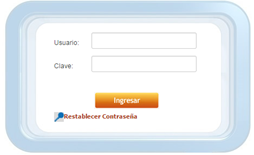 Usuario:
Clave:
Ingresar
Restablecer Contraseña